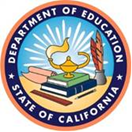 DEPARTMENT OF EDUCATION
STATE OF CALIFORNIA